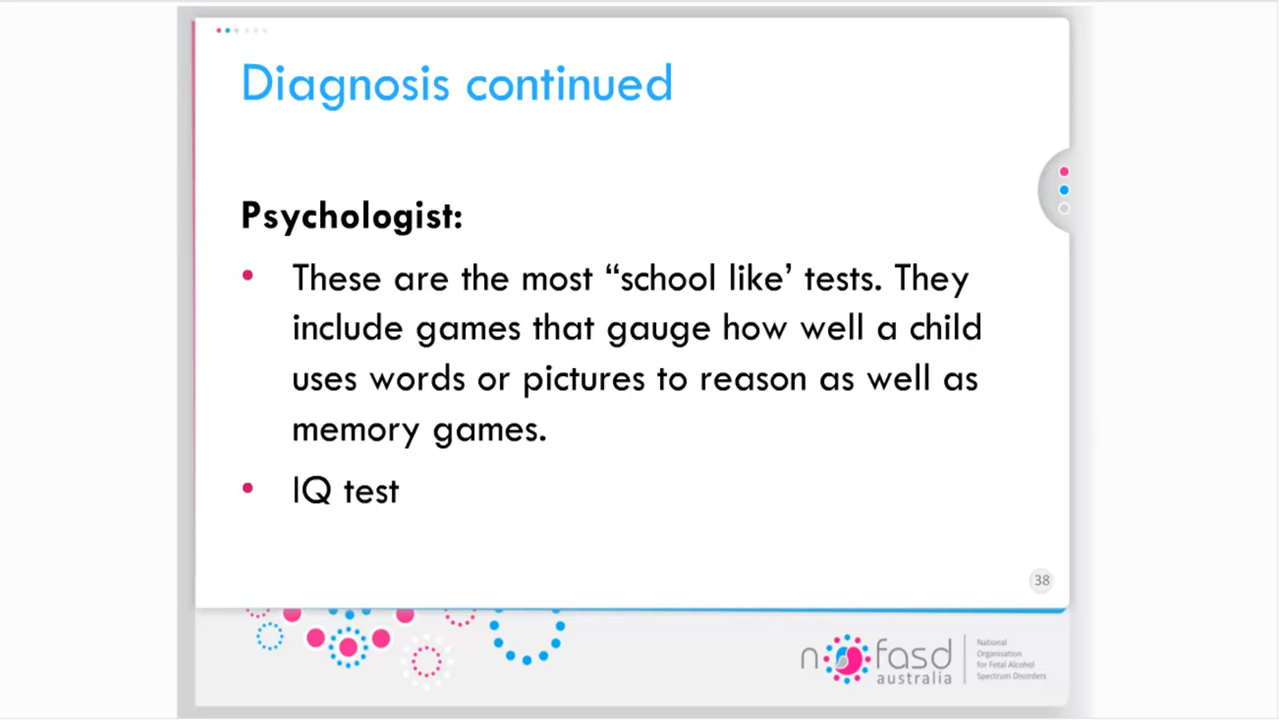 Diagnosis continued
Psychologist:
• These are the most “school like’ tests. They
include games that gauge how well a child
uses words or pictures to reason as well as
memory games.
• IQ test
38
nofasd
australia
National
Organisation
for Fetal Alcohol
Spectrum Disorders